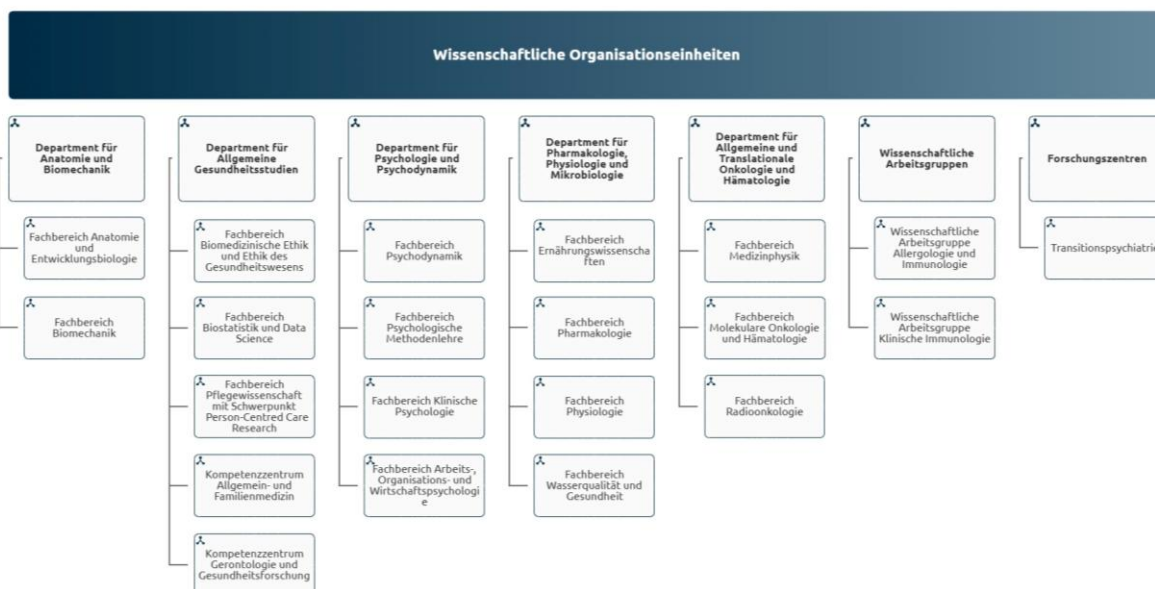 Wissenschaftliche Organisationseinheiten
Department für
Anatomie und
Biomechanik
Fachbereich Anatomie
und
Entwicklungsbiologie
Fachbereich
Biomechanik
Department für
Allgemeine
Gesundheitsstudien
Fachbereich
Biomedizinische Ethik
und Ethik des
Gesundheitswesens
Fachbereich
Biostatistik und Data
Science
Fachbereich
Pflegewissenschaft
mit Schwerpunkt
Person-Centred Care
Research
Kompetenzzentrum
Allgemein- und
Familienmedizin
Kompetenzzentrum
Gerontologie und
Gesundheitsforschung
Department für
Psychologie und
Psychodynamik
Fachbereich
Psychodynamik
Fachbereich
Psychologische
Methodenlehre
Fachbereich Klinische
Psychologie
Fachbereich Arbeits-,
Organisations- und
Wirtschaftspsychologi
e
Department für
Pharmakologie,
Physiologie und
Mikrobiologie
Fachbereich
Ernährungswissenscha
ften
Fachbereich
Pharmakologie
Fachbereich
Physiologie
Fachbereich
Wasserqualität und
Gesundheit
Department für
Allgemeine und
Translationale
Onkologie und
Hämatologie
Fachbereich
Medizinphysik
Fachbereich
Molekulare Onkologie
und Hämatologie
Fachbereich
Radioonkologie
Wissenschaftliche
Arbeitsgruppen
Wissenschaftliche
Arbeitsgruppe
Allergologie und
Immunologie
Wissenschaftliche
Arbeitsgruppe
Klinische Immunologie
Forschungszentren
Transitionspsychiatrie